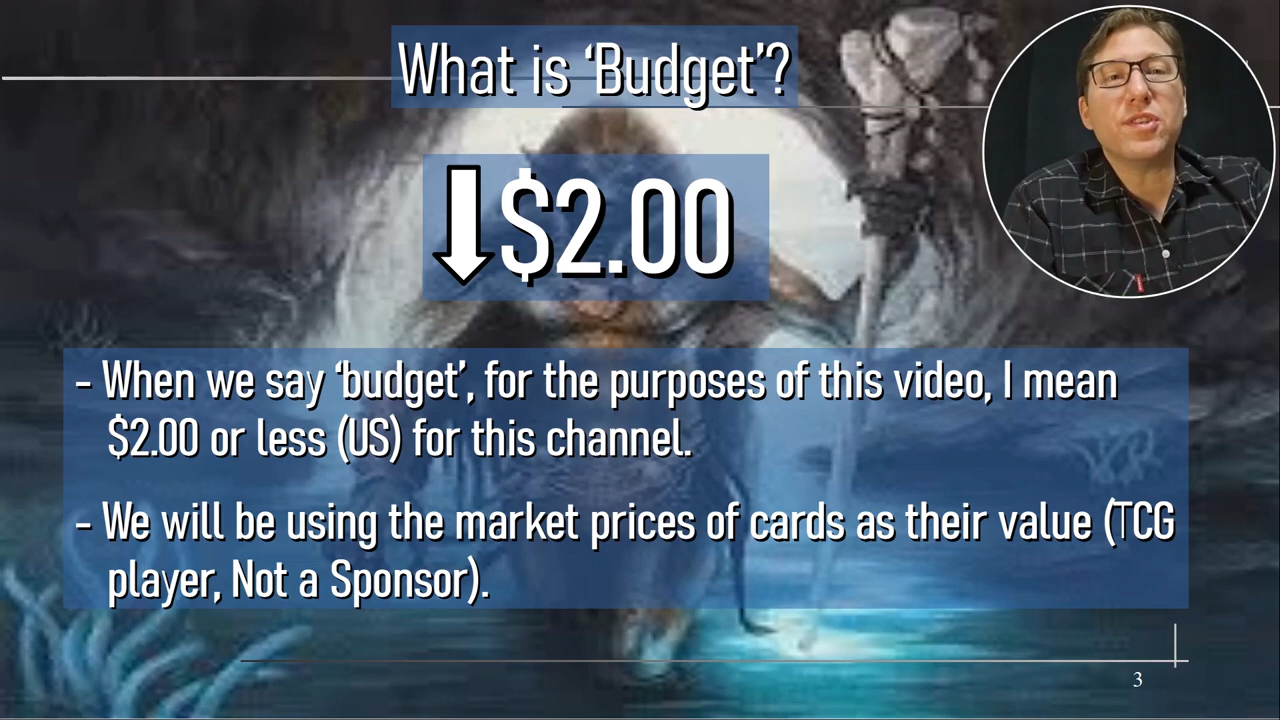 What is ‘Budget’?
$2.00
- When we say ‘budget’, for the purposes of this video, I mean
$2.00 or less (US) for this channel.
- We will be using the market prices of cards as their value (TCG
player, Not a Sponsor).
3